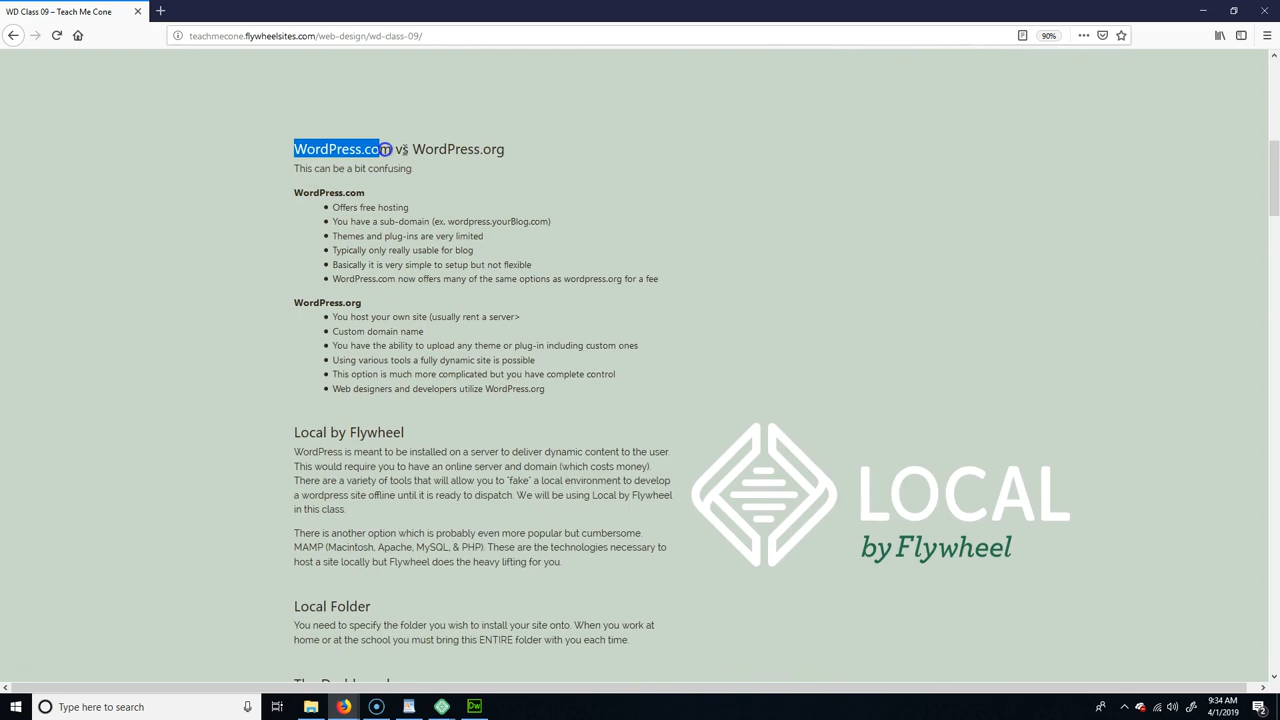 WD Class 09 – Teach Me Cone
teachmecone.flywheelsites.com/web-design/wd-class-09/
90%
WordPress.com vs WordPress.org
This can be a bit confusing.
WordPress.com
Offers free hosting
You have a sub-domain (ex. wordpress.yourBlog.com)
Themes and plug-ins are very limited
Typically only really usable for blog
Basically it is very simple to setup but not flexible
WordPress.com now offers many of the same options as wordpress.org for a fee
WordPress.org
You host your own site (usually rent a server>
Custom domain name
You have the ability to upload any theme or plug-in including custom ones
Using various tools a fully dynamic site is possible
This option is much more complicated but you have complete control
Web designers and developers utilize WordPress.org
Local by Flywheel
WordPress is meant to be installed on a server to deliver dynamic content to the user.
This would require you to have an online server and domain (which costs money).
There are a variety of tools that will allow you to "fake" a local environment to develop
a wordpress site offline until it is ready to dispatch. We will be using Local by Flywheel
in this class.
There is another option which is probably even more popular but cumbersome.
MAMP (Macintosh, Apache, MySQL, & PHP). These are the technologies necessary to
host a site locally but Flywheel does the heavy lifting for you.
LOCAL
by Flywheel
Local Folder
You need to specify the folder you wish to install your site onto. When you work at
home or at the school you must bring this ENTIRE folder with you each time.
Type here to search
Dw
9:34 AM
4/1/2019
2